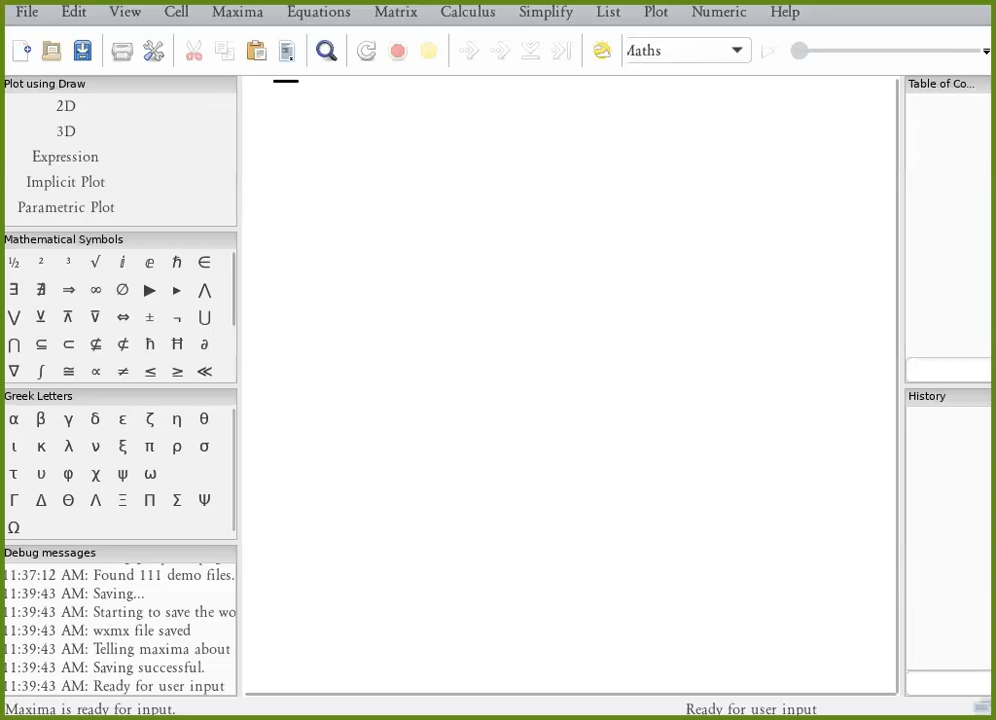 File Edit View Cell Maxima Equations Matrix Calculus Simplify List Plot Numeric Help
Maths
Plot using Draw
2D
3D
Expression
Implicit Plot
Parametric Plot
Mathematical Symbols
½ ² ³ √ ⅈ ⅇ ℏ ∈
∃ ∄ ⇒ ∞ ∅ ▶ ▸ ⋀
⋁ ⊻ ⊼ ⊽ ⇔ ± ¬ ⋃
⋂ ⊆ ⊂ ⊈ ⊄ ħ Ħ ∂
∇ ∫ ≅ ∝ ≠ ≤ ≥ ≪
Greek Letters
α β γ δ ε ζ η θ
ι κ λ ν ξ π ρ σ
τ υ φ χ ψ ω
Γ Δ Θ Λ Ξ Π Σ Ψ
Ω
Debug messages
11:37:12 AM: Found 111 demo files.
11:39:43 AM: Saving...
11:39:43 AM: Starting to save the wo
11:39:43 AM: wxmx file saved
11:39:43 AM: Telling maxima about
11:39:43 AM: Saving successful.
11:39:43 AM: Ready for user input
Table of Co...
History
Maxima is ready for input.
Ready for user input